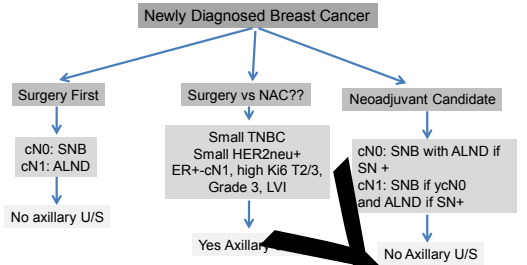 Newly Diagnosed Breast Cancer
Surgery First
Surgery vs NAC??
Neoadjuvant Candidate
cN0: SNB
cN1: ALND
Small TNBC
Small HER2neu+
ER+-cN1, high Ki6 T2/3,
Grade 3, LVI
cN0: SNB with ALND if
SN +
cN1: SNB if ycN0
and ALND if SN+
No axillary U/S
Yes Axillary
No Axillary U/S